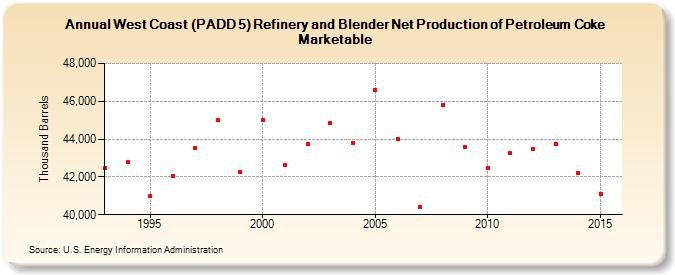 Annual West Coast (PADD 5) Refinery and Blender Net Production of Petroleum Coke
Marketable
Thousand Barrels
48,000
46,000
44,000
42,000
40,000
1995
2000
2005
2010
2015
Source: U.S. Energy Information Administration